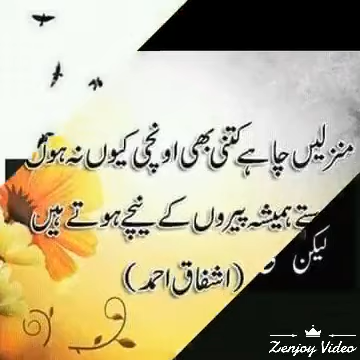 منزلیں چاہے کتنی بھی اونچی کیوں نہ ہوں
ستے ہمیشہ پیروں کے نیچے ہوتے ہیں
لیکن
(اشفاق احمد)
Zenjoy Video